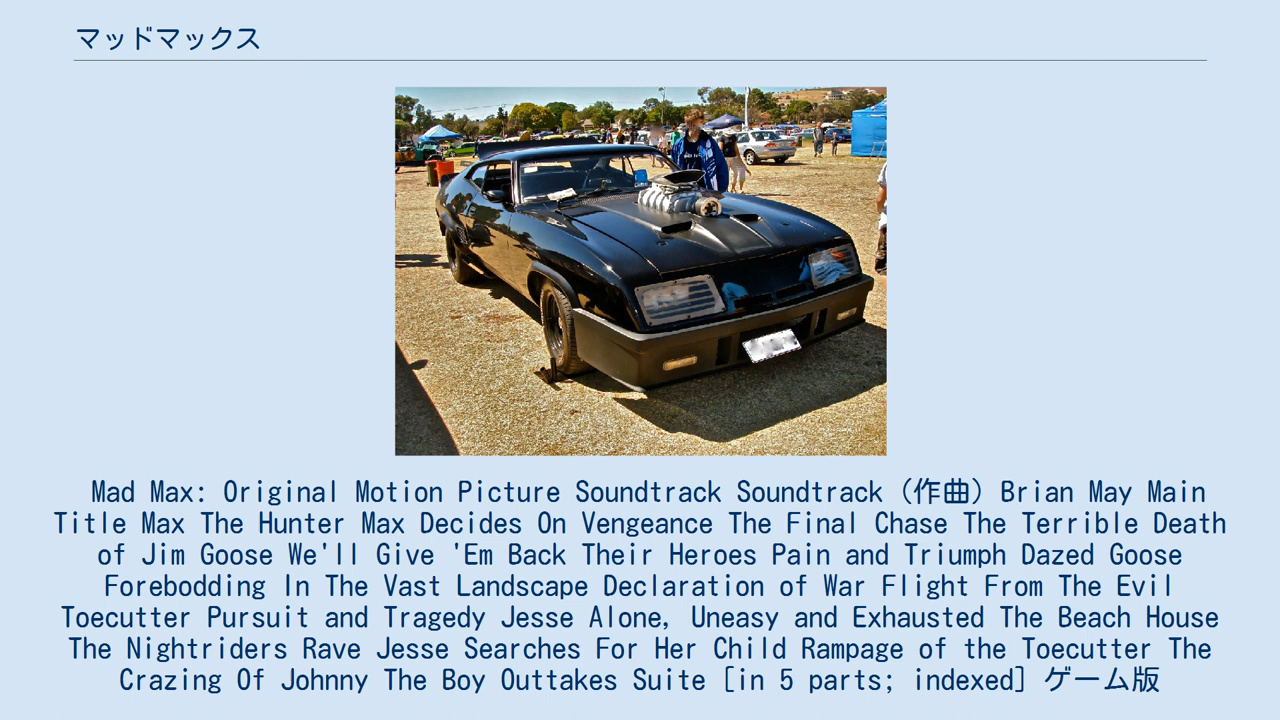 マッドマックス
Mad Max: Original Motion Picture Soundtrack Soundtrack (作曲) Brian May Main
Title Max The Hunter Max Decides On Vengeance The Final Chase The Terrible Death
of Jim Goose We'll Give 'Em Back Their Heroes Pain and Triumph Dazed Goose
Forebodding In The Vast Landscape Declaration of War Flight From The Evil
Toecutter Pursuit and Tragedy Jesse Alone, Uneasy and Exhausted The Beach House
The Nightriders Rave Jesse Searches For Her Child Rampage of the Toecutter The
Crazing Of Johnny The Boy Outtakes Suite [in 5 parts; indexed] ゲーム版